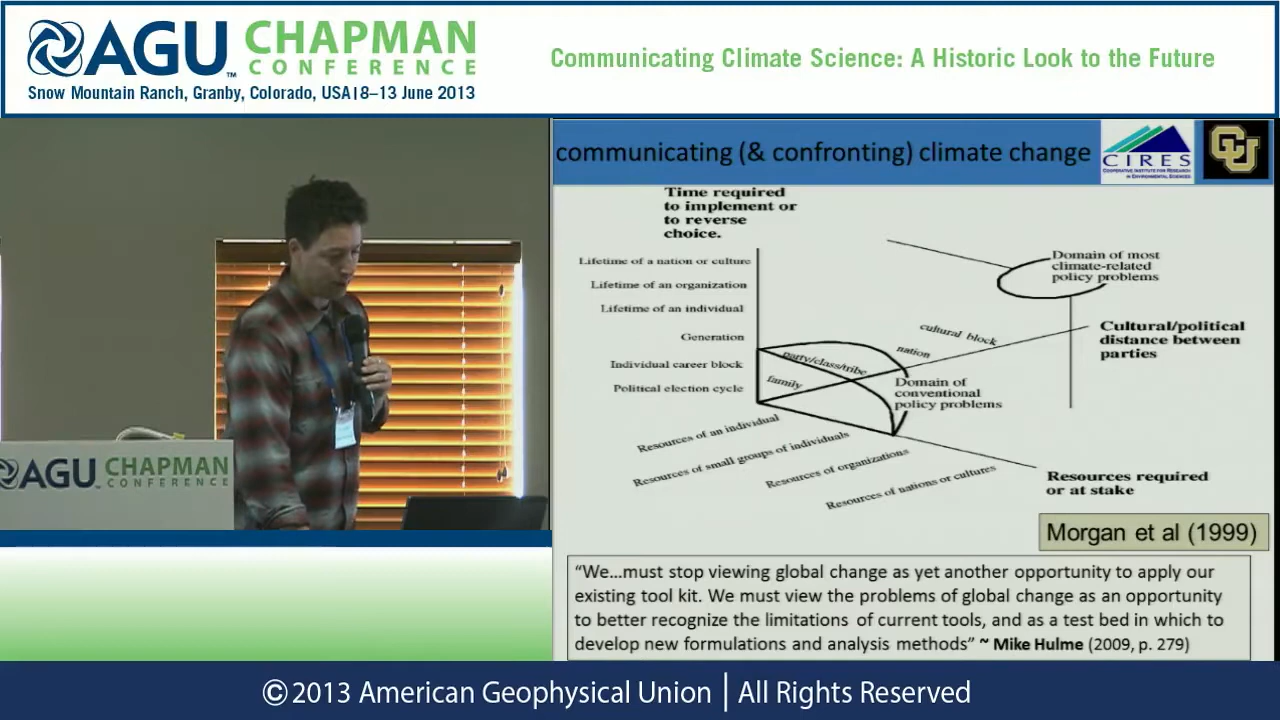 AGU CHAPMAN
CONFERENCE
Snow Mountain Ranch, Granby, Colorado, USA|8–13 June 2013
Communicating Climate Science: A Historic Look to the Future
communicating (& confronting) climate change
CIRES
COOPERATIVE INSTITUTE FOR RESEARCH
IN ENVIRONMENTAL SCIENCES
CU
Time required
to implement or
to reverse
choice.
Lifetime of a nation or culture
Lifetime of an organization
Lifetime of an individual
Generation
Individual career block
Political election cycle
Domain of most
climate-related
policy problems
cultural block
nation
party/class/tribe
family
Cultural/political
distance between
parties
Domain of
conventional
policy problems
Resources of an individual
Resources of small groups of individuals
Resources of organizations
Resources of nations or cultures
Resources required
or at stake
Morgan et al (1999)
“We…must stop viewing global change as yet another opportunity to apply our
existing tool kit. We must view the problems of global change as an opportunity
to better recognize the limitations of current tools, and as a test bed in which to
develop new formulations and analysis methods” ~ Mike Hulme (2009, p. 279)
AGU CHAPMAN
CONFERENCE
©2013 American Geophysical Union | All Rights Reserved